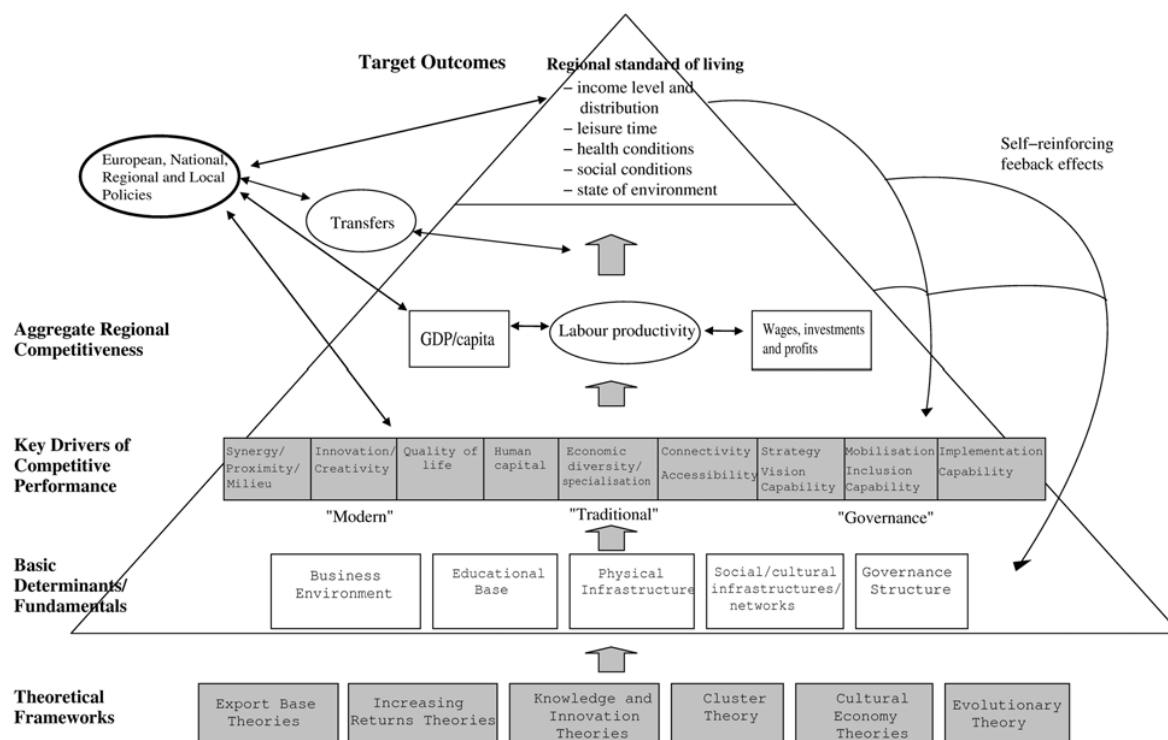 Target Outcomes
Regional standard of living
– income level and
distribution
– leisure time
– health conditions
– social conditions
– state of environment
European, National,
Regional and Local
Policies
Transfers
Self–reinforcing
feeback effects
Aggregate Regional
Competitiveness
GDP/capita
Labour productivity
Wages, investments
and profits
Key Drivers of
Competitive
Performance
Synergy/
Proximity/
Milieu
Innovation/
Creativity
Quality of
life
Human
capital
Economic
diversity/
specialisation
Connectivity
Accessibility
Strategy
Vision
Capability
Mobilisation
Inclusion
Capability
Implementation
Capability
"Modern"
"Traditional"
"Governance"
Basic
Determinants/
Fundamentals
Business
Environment
Educational
Base
Physical
Infrastructure
Social/cultural
infrastructures/
networks
Governance
Structure
Theoretical
Frameworks
Export Base
Theories
Increasing
Returns Theories
Knowledge and
Innovation
Theories
Cluster
Theory
Cultural
Economy
Theories
Evolutionary
Theory